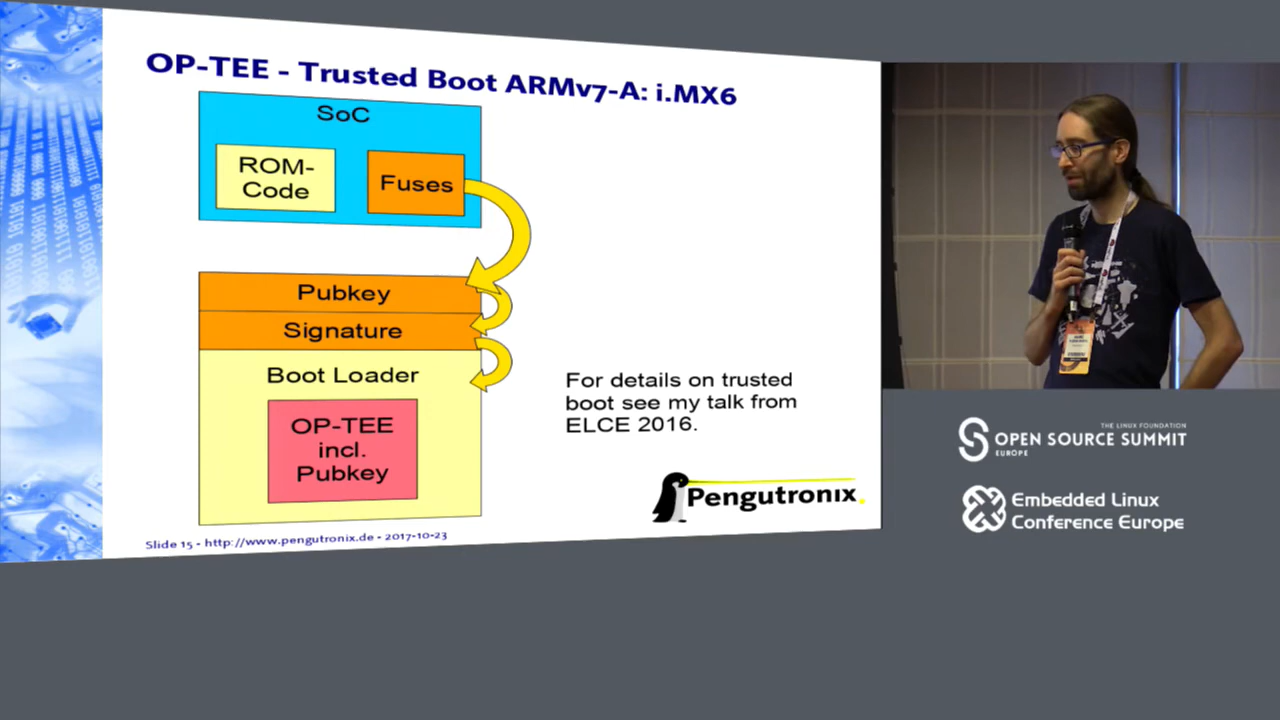 OP-TEE - Trusted Boot ARMv7-A: i.MX6
SoC
ROM-
Code
Fuses
Pubkey
Signature
Boot Loader
OP-TEE
incl.
Pubkey
For details on trusted
boot see my talk from
ELCE 2016.
Pengutronix
Slide 15 - http://www.pengutronix.de - 2017-10-23
THE LINUX FOUNDATION
OPEN SOURCE SUMMIT
EUROPE
Embedded Linux
Conference Europe